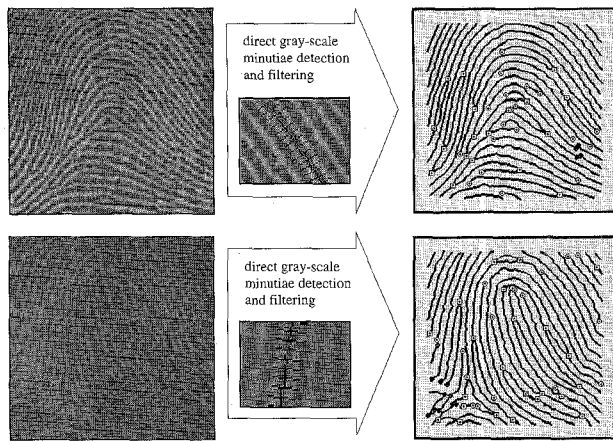 direct gray-scale
minutiae detection
and filtering
direct gray-scale
minutiae detection
and filtering